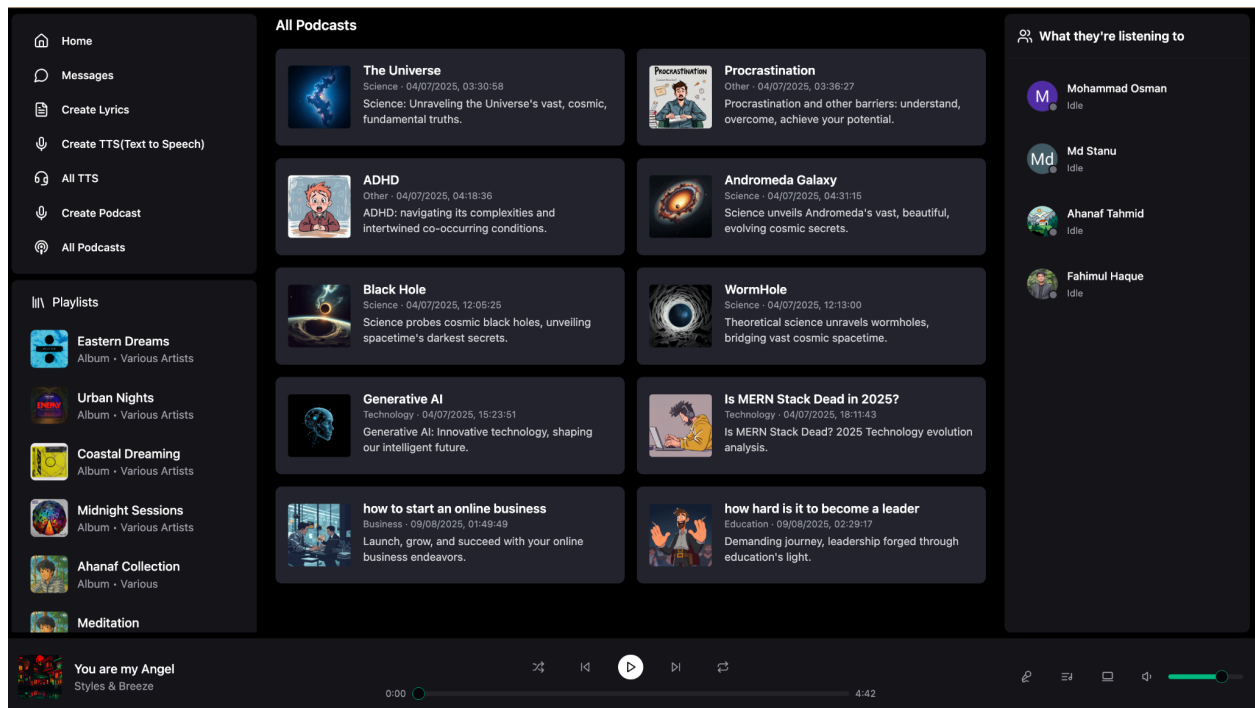 Home
Messages
Create Lyrics
Create TTS(Text to Speech)
All TTS
Create Podcast
All Podcasts
Playlists
Eastern Dreams
Album • Various Artists
Urban Nights
Album • Various Artists
Coastal Dreaming
Album • Various Artists
Midnight Sessions
Album • Various Artists
Ahanaf Collection
Album • Various
Meditation
All Podcasts
The Universe
Science · 04/07/2025, 03:30:58
Science: Unraveling the Universe's vast, cosmic,
fundamental truths.
PROCRASTINATION
Procrastination
Other · 04/07/2025, 03:36:27
Procrastination and other barriers: understand,
overcome, achieve your potential.
ADHD
Other · 04/07/2025, 04:18:36
ADHD: navigating its complexities and
intertwined co-occurring conditions.
Andromeda Galaxy
Science · 04/07/2025, 04:31:15
Science unveils Andromeda's vast, beautiful,
evolving cosmic secrets.
Black Hole
Science · 04/07/2025, 12:05:25
Science probes cosmic black holes, unveiling
spacetime's darkest secrets.
WormHole
Science · 04/07/2025, 12:13:00
Theoretical science unravels wormholes,
bridging vast cosmic spacetime.
Generative AI
Technology · 04/07/2025, 15:23:51
Generative AI: Innovative technology, shaping
our intelligent future.
Is MERN Stack Dead in 2025?
Technology · 04/07/2025, 18:11:43
Is MERN Stack Dead? 2025 Technology evolution
analysis.
how to start an online business
Business · 09/08/2025, 01:49:49
Launch, grow, and succeed with your online
business endeavors.
how hard is it to become a leader
Education · 09/08/2025, 02:29:17
Demanding journey, leadership forged through
education's light.
What they're listening to
M
Mohammad Osman
Idle
Md
Md Stanu
Idle
Ahanaf Tahmid
Idle
Fahimul Haque
Idle
You are my Angel
Styles & Breeze
0:00
4:42